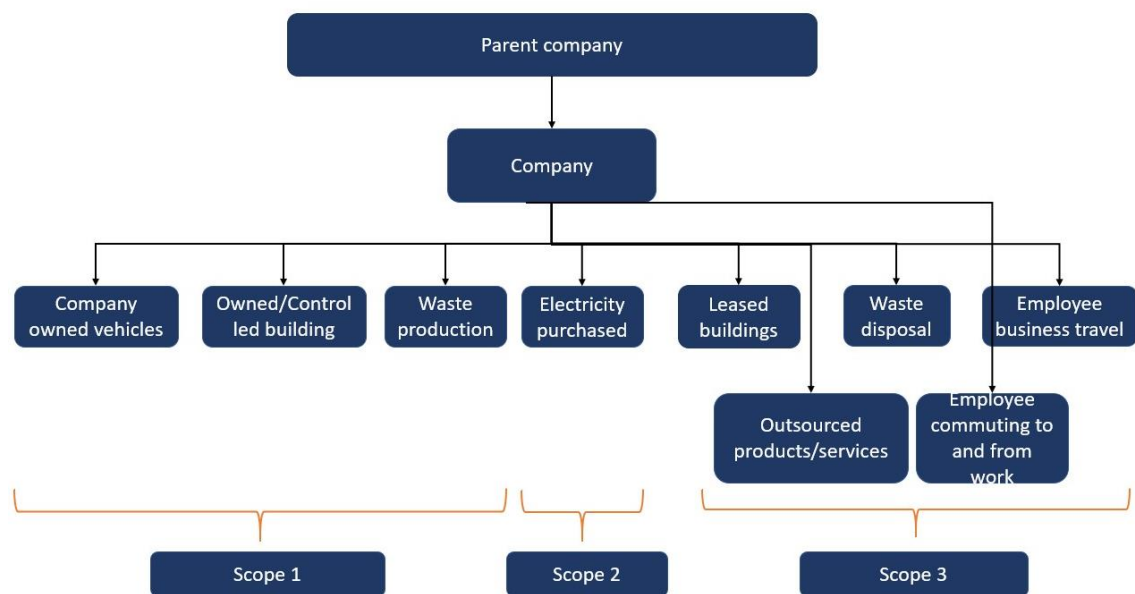 Parent company
Company
Company
owned vehicles
Owned/Control
led building
Waste
production
Electricity
purchased
Leased
buildings
Waste
disposal
Employee
business travel
Outsourced
products/services
Employee
commuting to
and from
work
Scope 1
Scope 2
Scope 3